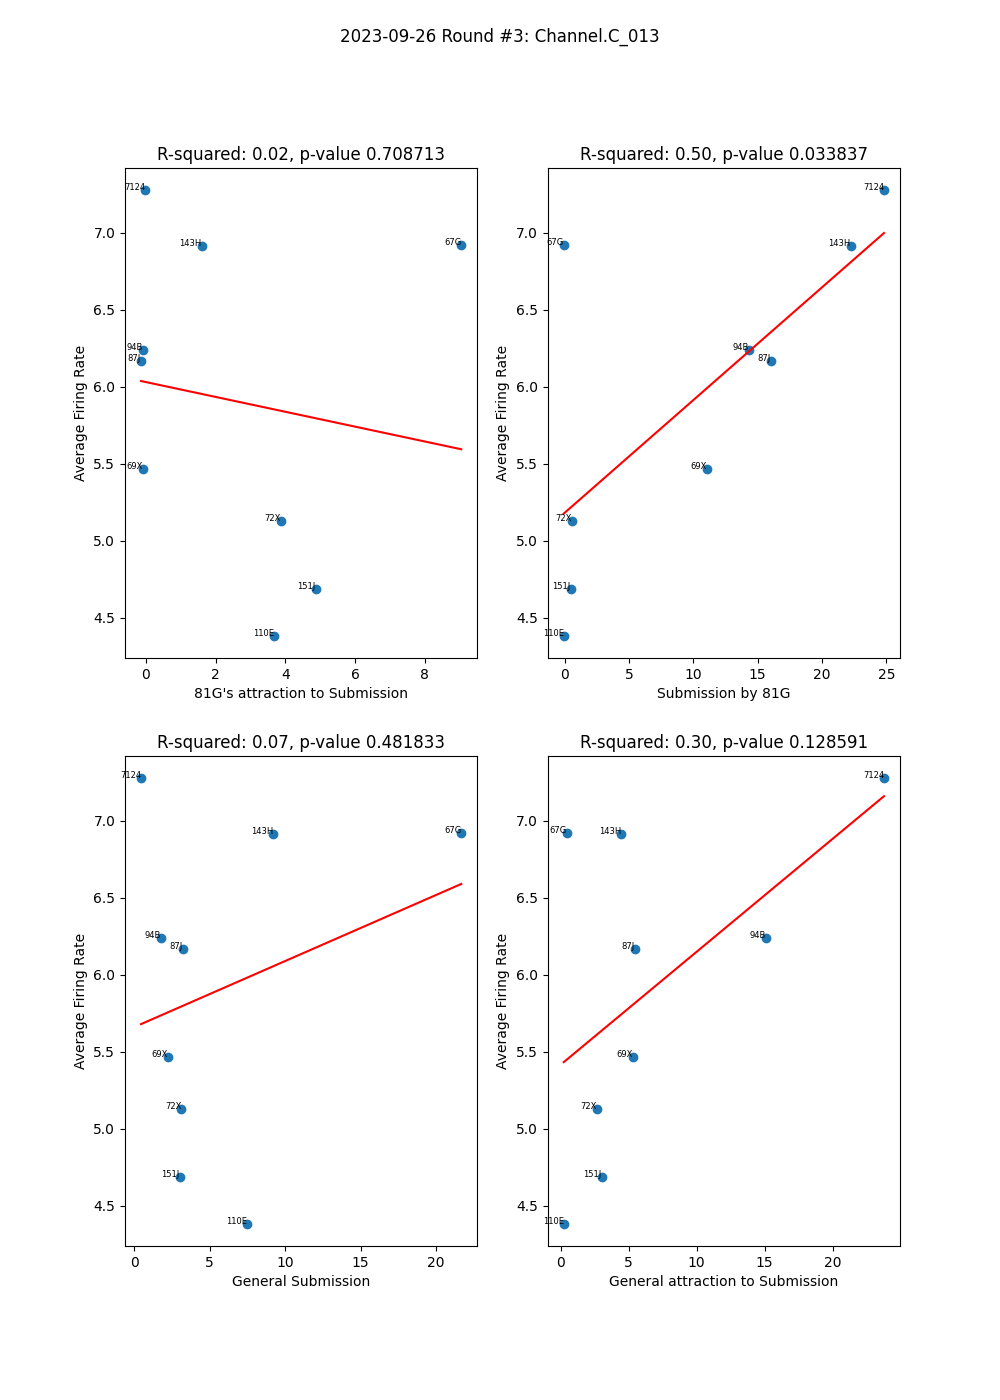 2023-09-26 Round #3: Channel.C_013
R-squared: 0.02, p-value 0.708713
7124
143H
67G
94B
87J
69X
72X
151J
110E
7.0
6.5
6.0
5.5
5.0
4.5
Average Firing Rate
0 2 4 6 8
81G's attraction to Submission
R-squared: 0.50, p-value 0.033837
7124
67G
143H
94B
87J
69X
72X
151J
110E
7.0
6.5
6.0
5.5
5.0
4.5
Average Firing Rate
0 5 10 15 20 25
Submission by 81G
R-squared: 0.07, p-value 0.481833
7124
143H
67G
94B
87J
69X
72X
151J
110E
7.0
6.5
6.0
5.5
5.0
4.5
Average Firing Rate
0 5 10 15 20
General Submission
R-squared: 0.30, p-value 0.128591
7124
67G
143H
94B
87J
69X
72X
151J
110E
7.0
6.5
6.0
5.5
5.0
4.5
Average Firing Rate
0 5 10 15 20
General attraction to Submission